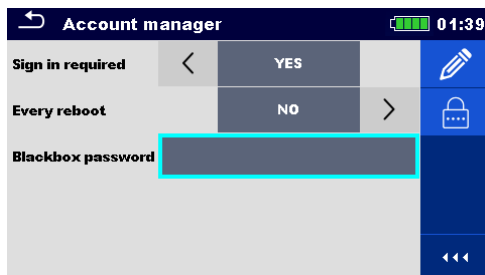 Account manager 01:39
Sign in required YES
Every reboot NO
Blackbox password